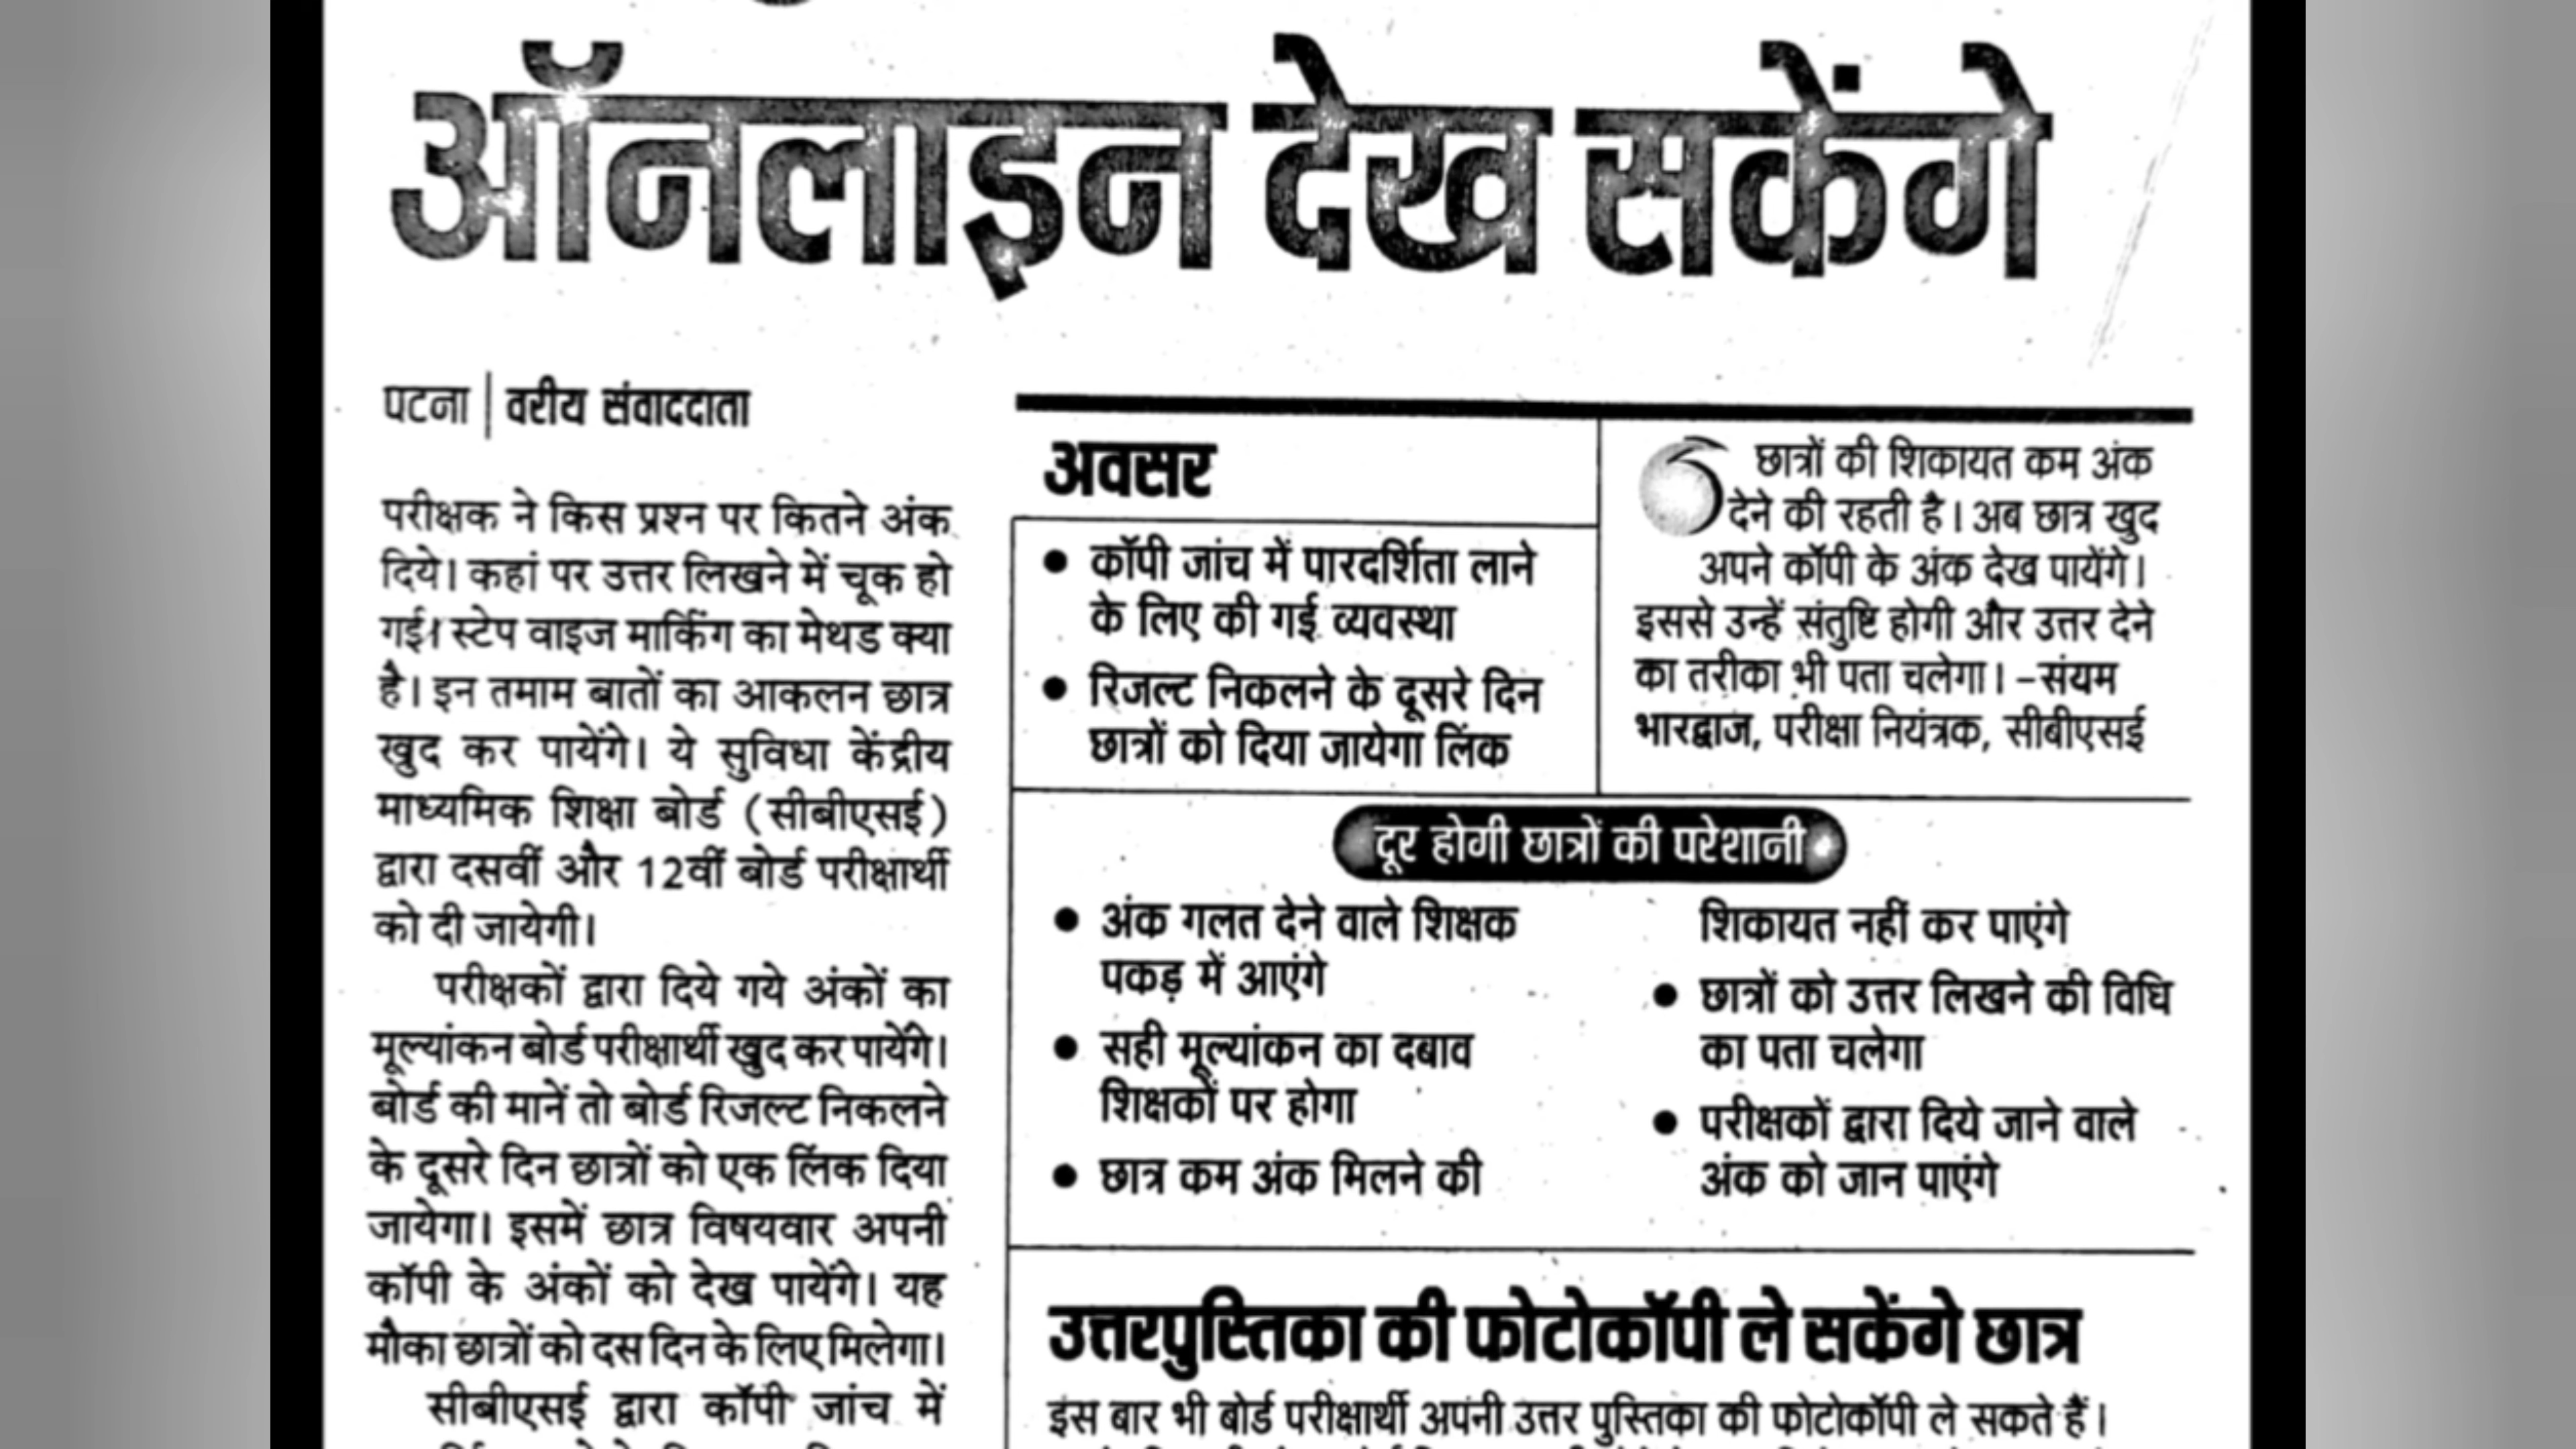 ऑनलाइन देख सकेंगे
पटना | वरीय संवाददाता
परीक्षक ने किस प्रश्न पर कितने अंक
दिये। कहां पर उत्तर लिखने में चूक हो
गई। स्टेप वाइज मार्किंग का मेथड क्या
है। इन तमाम बातों का आकलन छात्र
खुद कर पायेंगे। ये सुविधा केंद्रीय
माध्यमिक शिक्षा बोर्ड (सीबीएसई)
द्वारा दसवीं और 12वीं बोर्ड परीक्षार्थी
को दी जायेगी।
परीक्षकों द्वारा दिये गये अंकों का
मूल्यांकन बोर्ड परीक्षार्थी खुद कर पायेंगे।
बोर्ड की मानें तो बोर्ड रिजल्ट निकलने
के दूसरे दिन छात्रों को एक लिंक दिया
जायेगा। इसमें छात्र विषयवार अपनी
कॉपी के अंकों को देख पायेंगे। यह
मौका छात्रों को दस दिन के लिए मिलेगा।
सीबीएसई द्वारा कॉपी जांच में
अवसर
● कॉपी जांच में पारदर्शिता लाने
के लिए की गई व्यवस्था
● रिजल्ट निकलने के दूसरे दिन
छात्रों को दिया जायेगा लिंक
छात्रों की शिकायत कम अंक
देने की रहती है। अब छात्र खुद
अपने कॉपी के अंक देख पायेंगे।
इससे उन्हें संतुष्टि होगी और उत्तर देने
का तरीका भी पता चलेगा। –संयम
भारद्वाज, परीक्षा नियंत्रक, सीबीएसई
दूर होगी छात्रों की परेशानी
● अंक गलत देने वाले शिक्षक
पकड़ में आएंगे
● सही मूल्यांकन का दबाव
शिक्षकों पर होगा
● छात्र कम अंक मिलने की
शिकायत नहीं कर पाएंगे
● छात्रों को उत्तर लिखने की विधि
का पता चलेगा
● परीक्षकों द्वारा दिये जाने वाले
अंक को जान पाएंगे
उत्तरपुस्तिका की फोटोकॉपी ले सकेंगे छात्र
इस बार भी बोर्ड परीक्षार्थी अपनी उत्तर पुस्तिका की फोटोकॉपी ले सकते हैं।